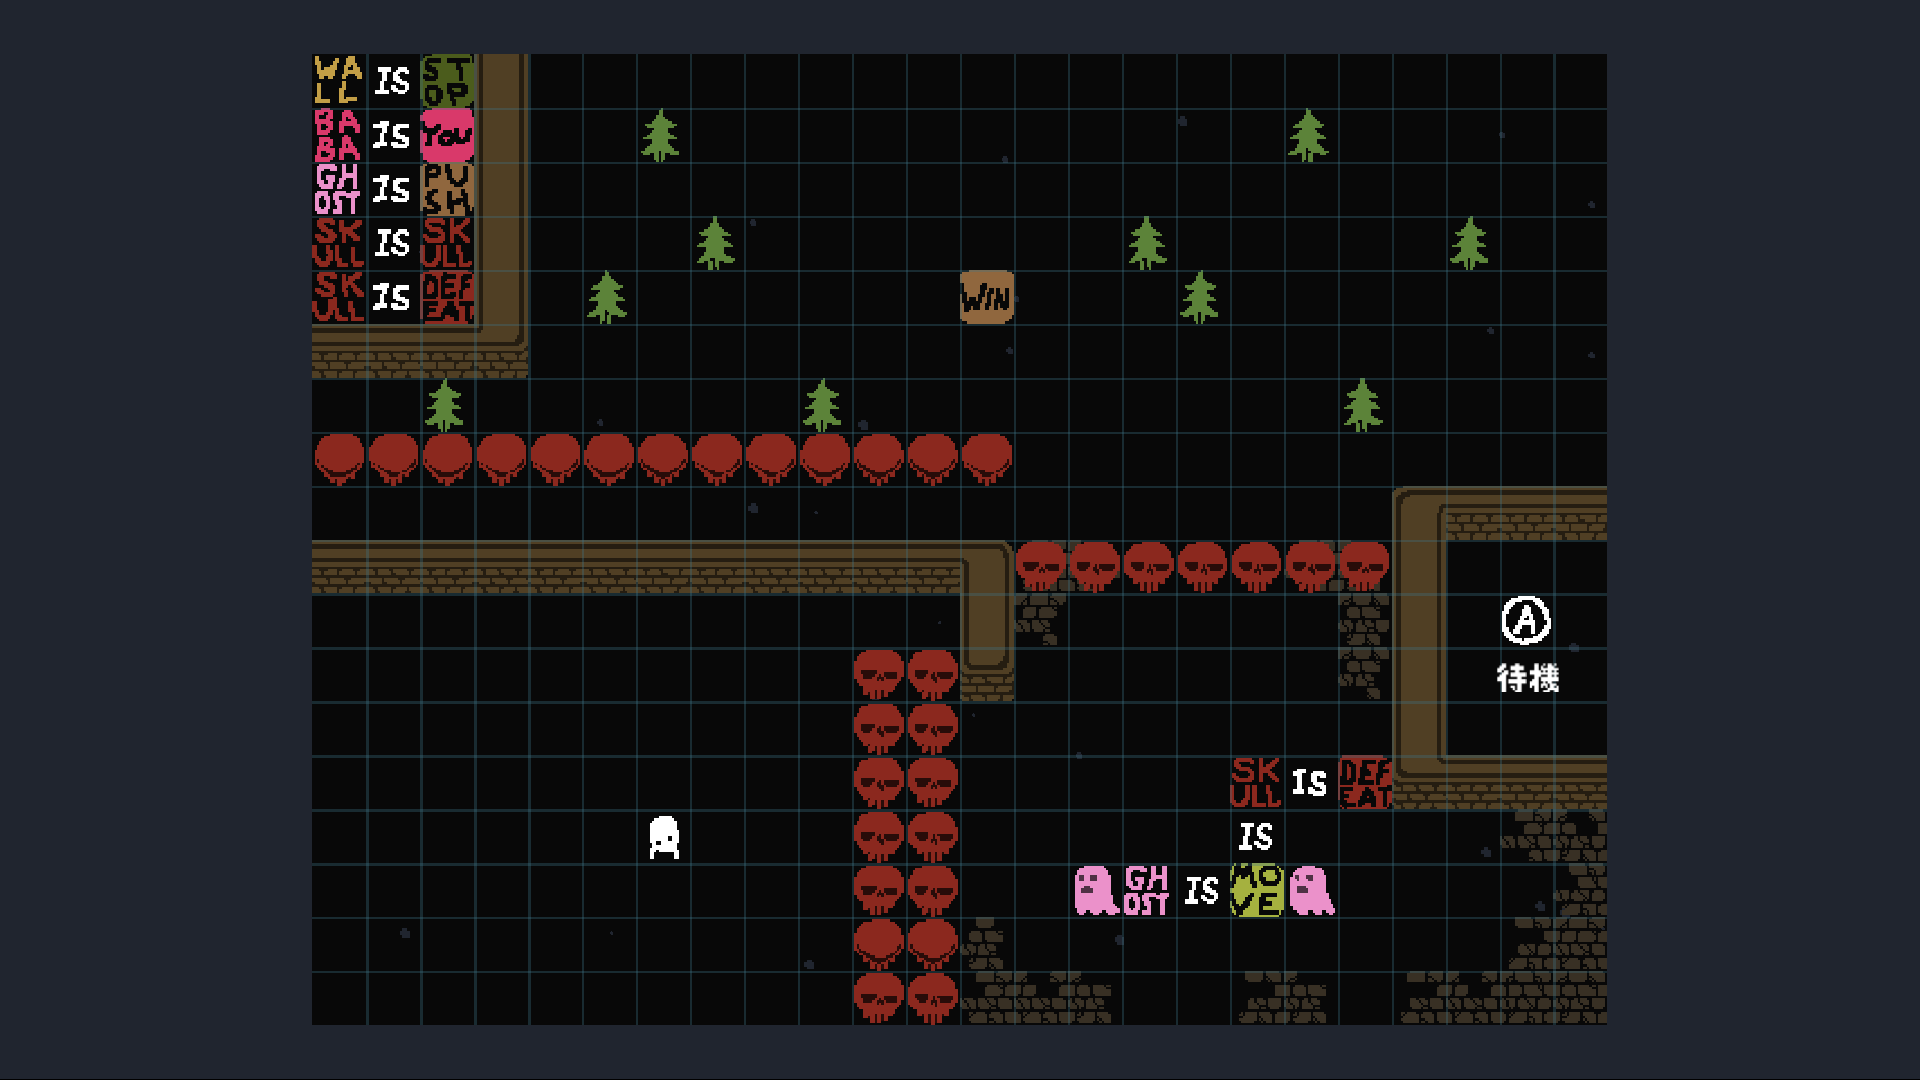 WALL IS STOP
BABA IS YOU
GHOST IS PUSH
SKULL IS SKULL
SKULL IS DEFEAT
WIN
A
待機
SKULL IS DEFEAT
IS
GHOST IS MOVE